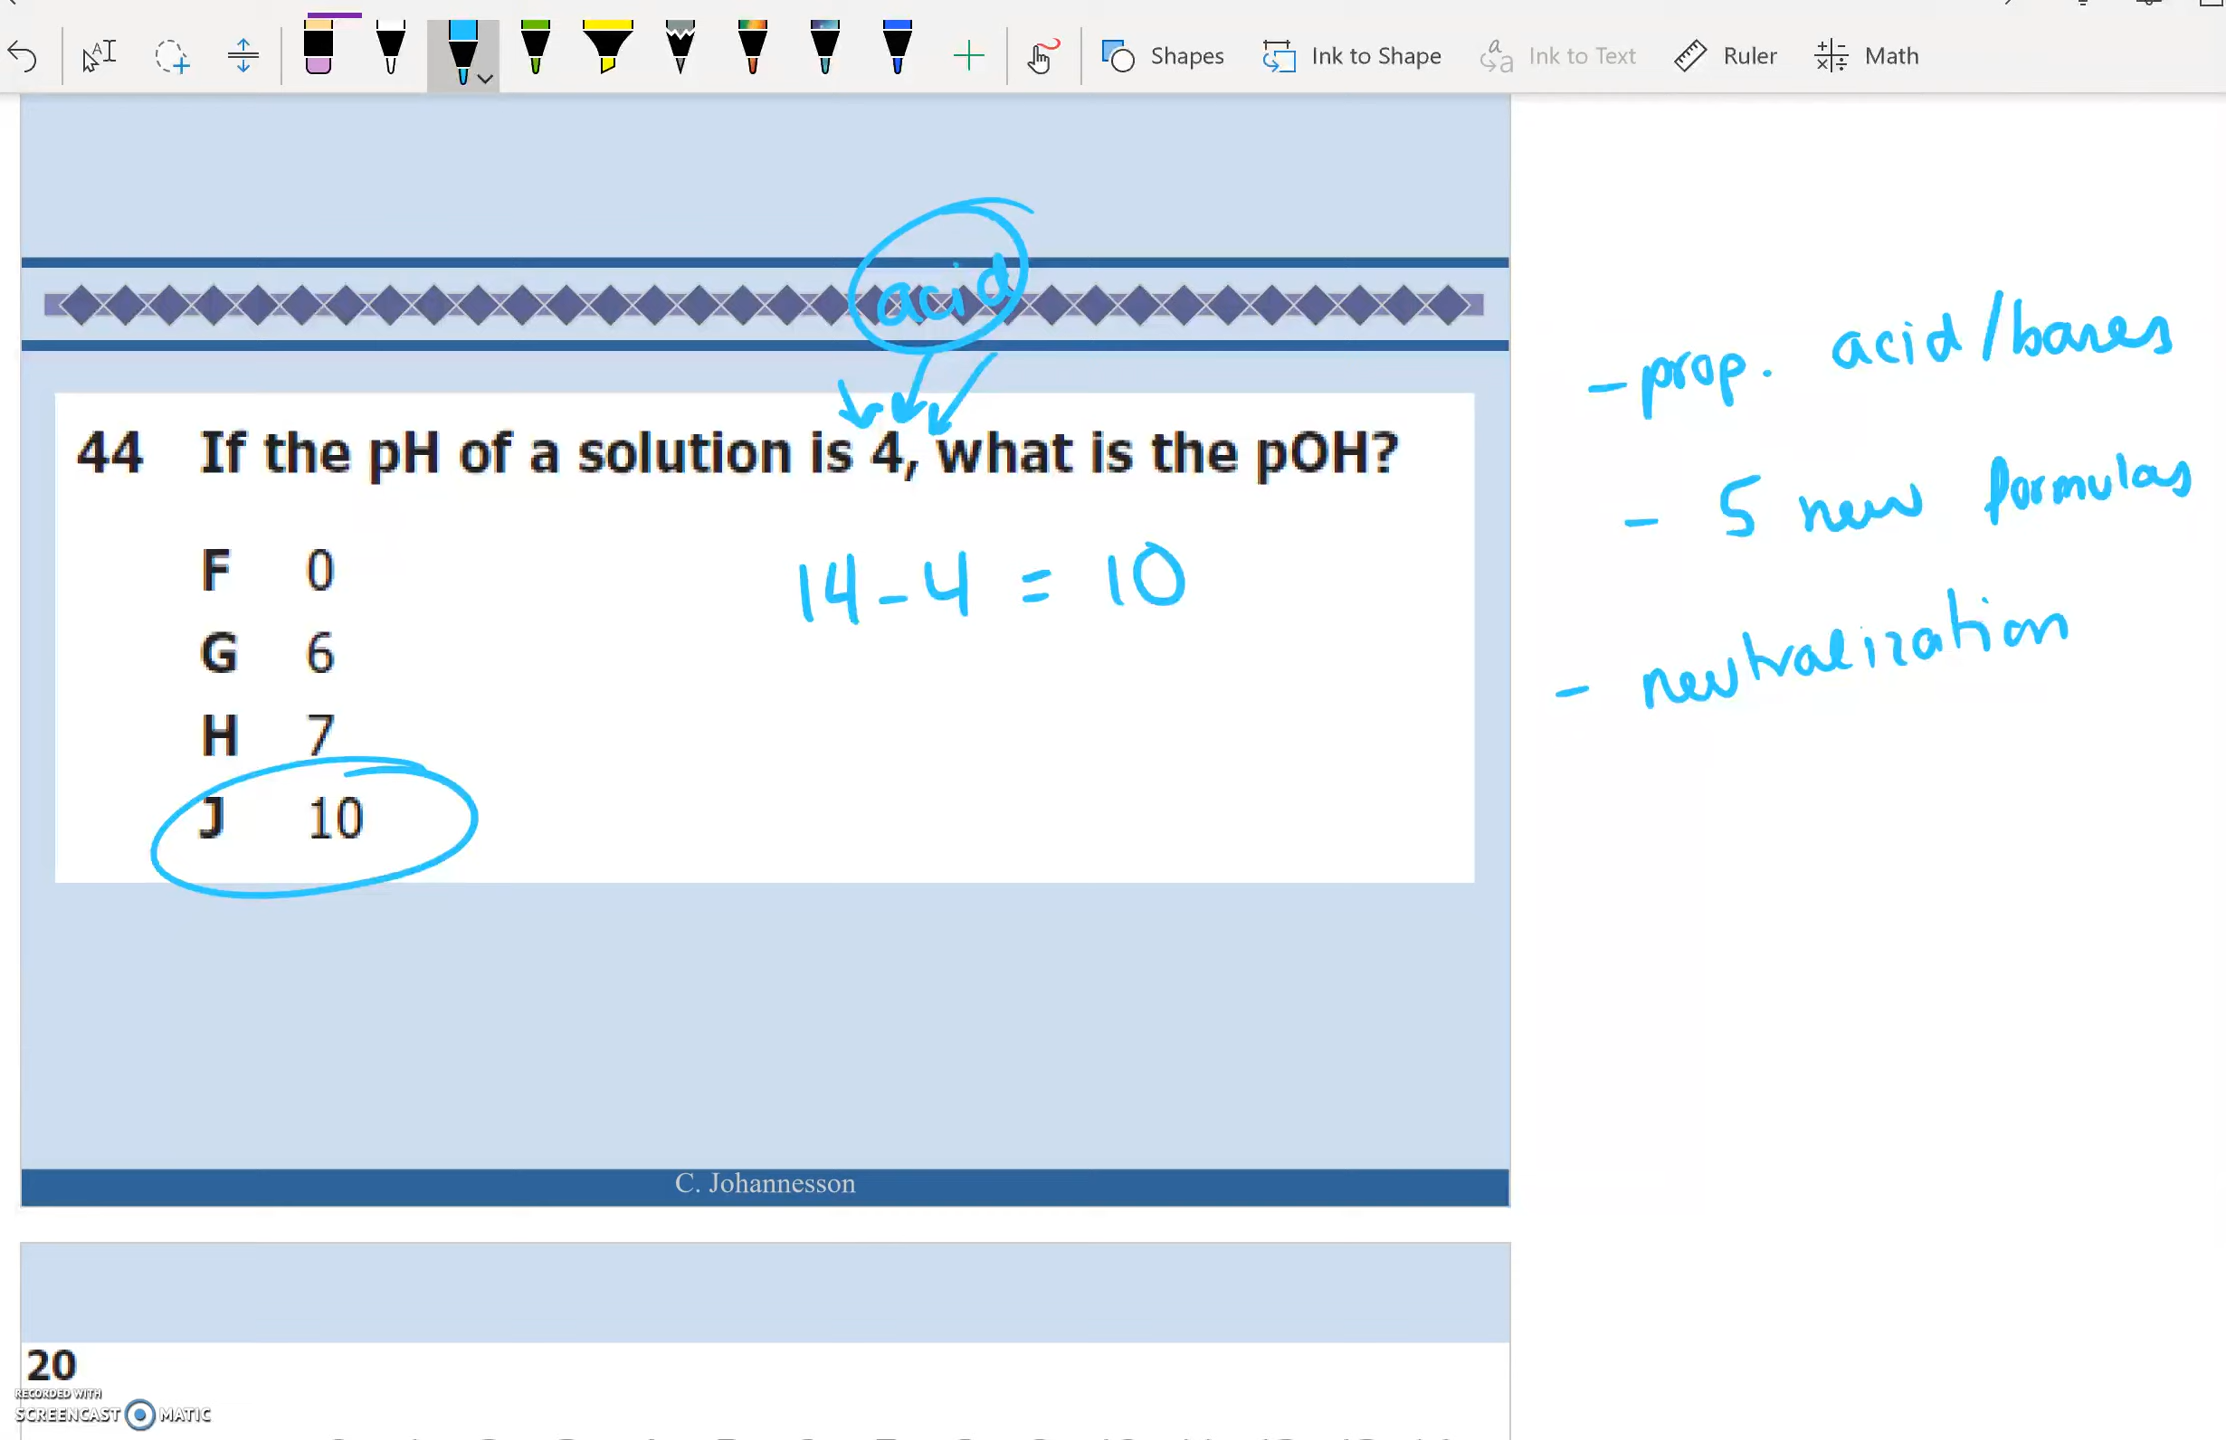 Shapes Ink to Shape Ink to Text Ruler Math
acid
- prop. acid/bases
44 If the pH of a solution is 4, what is the pOH?
- 5 new formulas
F 0
14 - 4 = 10
G 6
- neutralization
H 7
J 10
C. Johannesson
20
RECORDED WITH
SCREENCAST MATIC